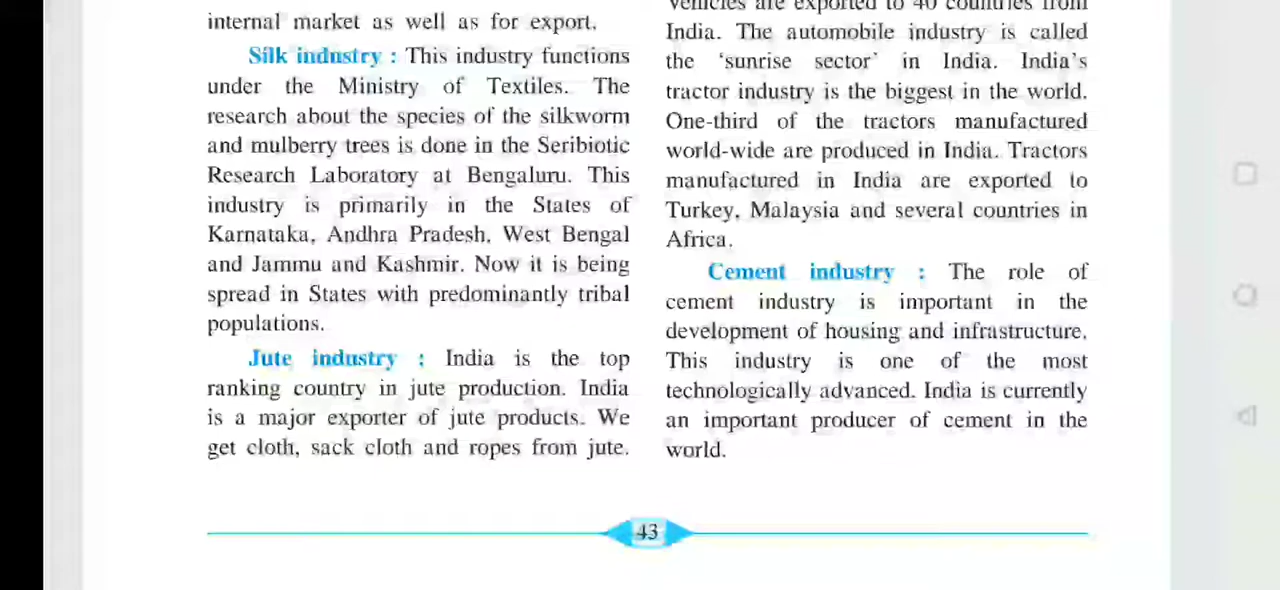 internal market as well as for export.
Silk industry : This industry functions
under the Ministry of Textiles. The
research about the species of the silkworm
and mulberry trees is done in the Seribiotic
Research Laboratory at Bengaluru. This
industry is primarily in the States of
Karnataka, Andhra Pradesh, West Bengal
and Jammu and Kashmir. Now it is being
spread in States with predominantly tribal
populations.
Jute industry : India is the top
ranking country in jute production. India
is a major exporter of jute products. We
get cloth, sack cloth and ropes from jute.
Vehicles are exported to 40 countries from
India. The automobile industry is called
the ‘sunrise sector’ in India. India’s
tractor industry is the biggest in the world.
One-third of the tractors manufactured
world-wide are produced in India. Tractors
manufactured in India are exported to
Turkey, Malaysia and several countries in
Africa.
Cement industry : The role of
cement industry is important in the
development of housing and infrastructure.
This industry is one of the most
technologically advanced. India is currently
an important producer of cement in the
world.
43